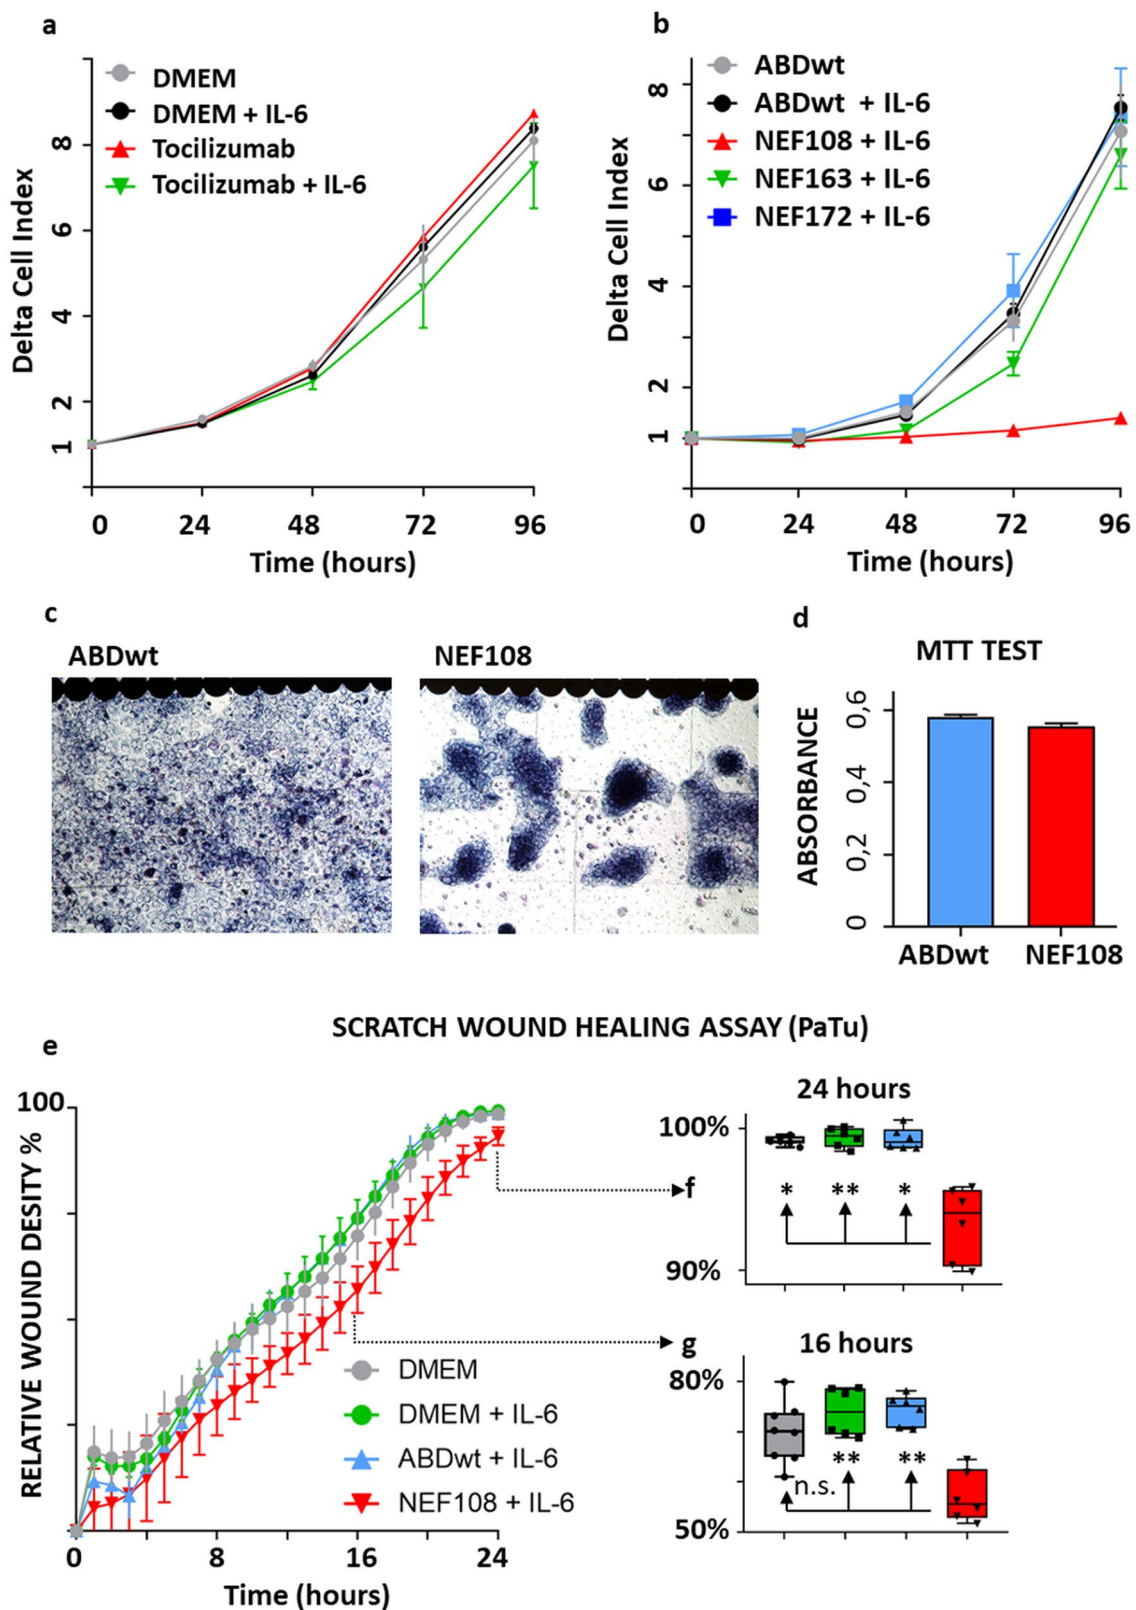 a
DMEM
DMEM + IL-6
Tocilizumab
Tocilizumab + IL-6
Delta Cell Index
8
6
4
2
1
0 24 48 72 96
Time (hours)
b
ABDwt
ABDwt + IL-6
NEF108 + IL-6
NEF163 + IL-6
NEF172 + IL-6
Delta Cell Index
8
6
4
2
1
0 24 48 72 96
Time (hours)
c
ABDwt
NEF108
d
MTT TEST
ABSORBANCE
0,6
0,4
0,2
0
ABDwt NEF108
SCRATCH WOUND HEALING ASSAY (PaTu)
e
RELATIVE WOUND DESITY %
100
DMEM
DMEM + IL-6
ABDwt + IL-6
NEF108 + IL-6
0 8 16 24
Time (hours)
f
24 hours
100%
* ** *
90%
g
16 hours
80%
n.s. ** **
50%